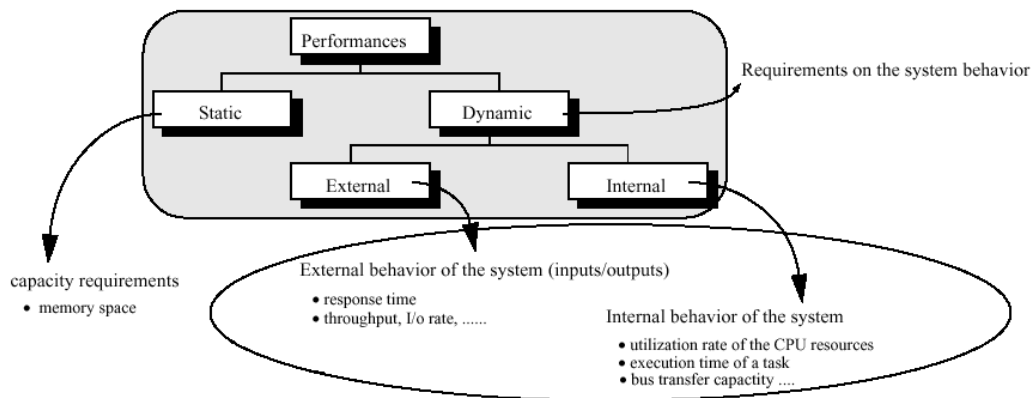 Performances
Requirements on the system behavior
Static
Dynamic
External
Internal
capacity requirements
• memory space
External behavior of the system (inputs/outputs)
• response time
• throughput, I/o rate, ......
Internal behavior of the system
• utilization rate of the CPU resources
• execution time of a task
• bus transfer capactity ....